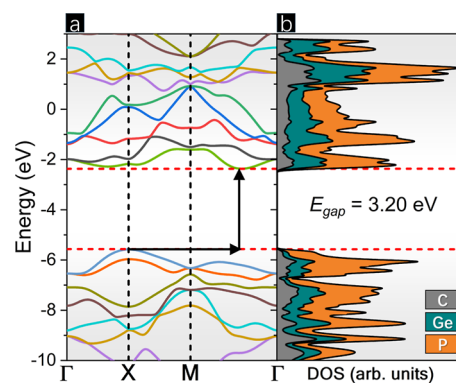 a
b
Energy (eV)
2
0
-2
-4
-6
-8
-10
E_gap = 3.20 eV
C
Ge
P
Γ X M Γ DOS (arb. units)